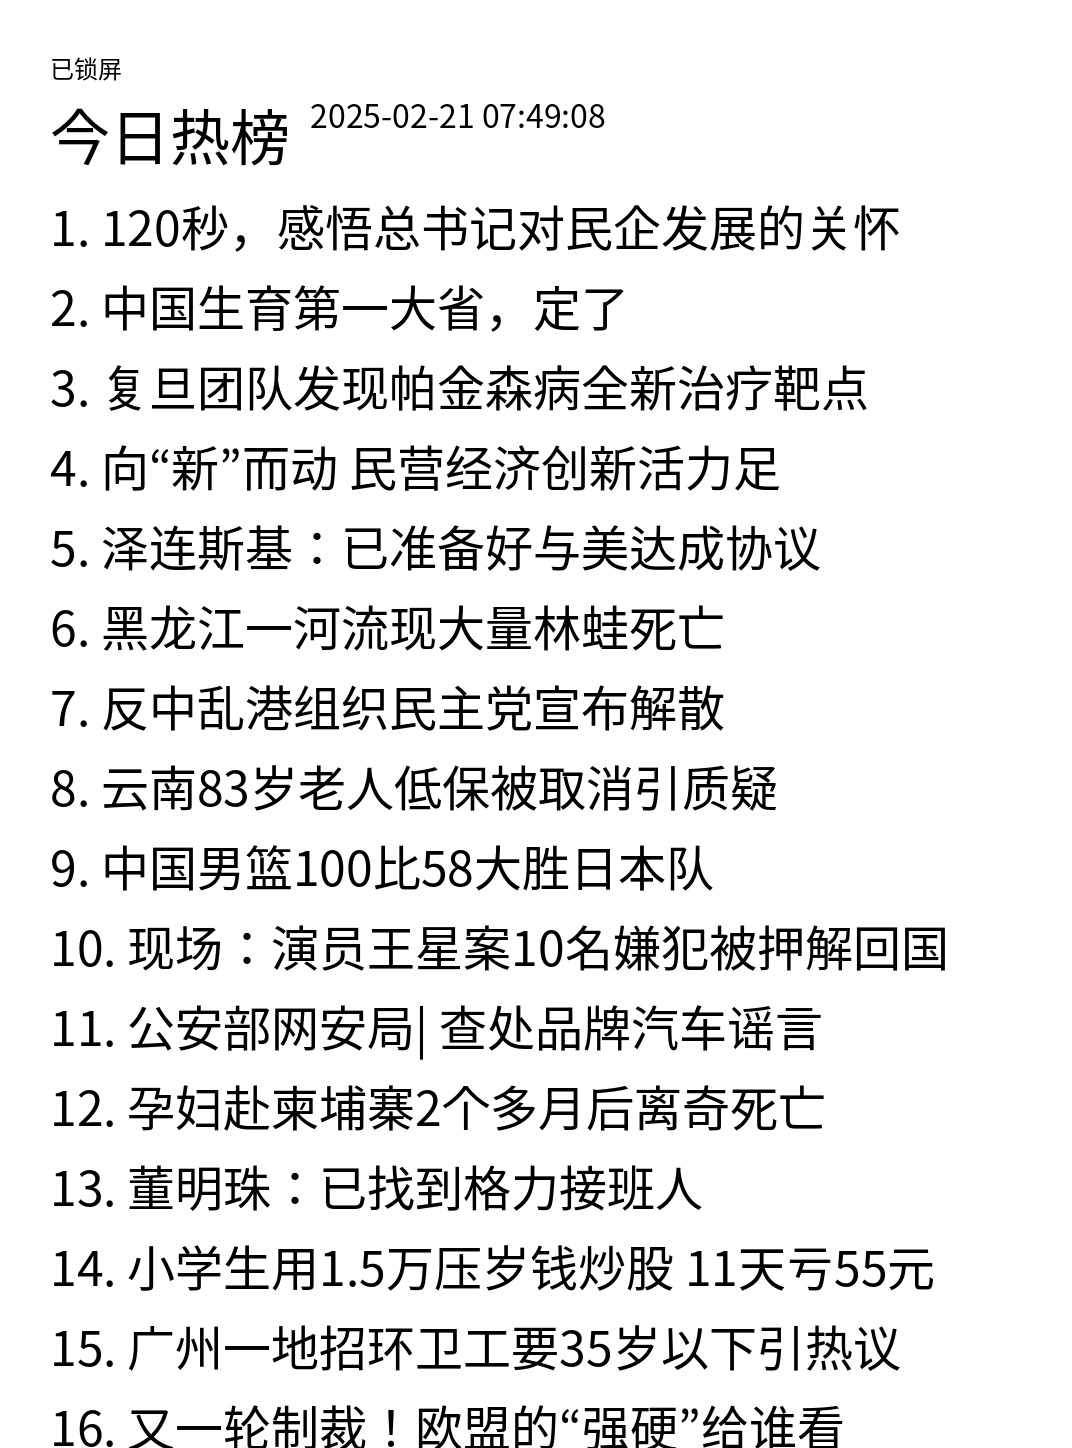 已锁屏
今日热榜 2025-02-21 07:49:08
1. 120秒，感悟总书记对民企发展的关怀
2. 中国生育第一大省，定了
3. 复旦团队发现帕金森病全新治疗靶点
4. 向“新”而动 民营经济创新活力足
5. 泽连斯基：已准备好与美达成协议
6. 黑龙江一河流现大量林蛙死亡
7. 反中乱港组织民主党宣布解散
8. 云南83岁老人低保被取消引质疑
9. 中国男篮100比58大胜日本队
10. 现场：演员王星案10名嫌犯被押解回国
11. 公安部网安局| 查处品牌汽车谣言
12. 孕妇赴柬埔寨2个多月后离奇死亡
13. 董明珠：已找到格力接班人
14. 小学生用1.5万压岁钱炒股 11天亏55元
15. 广州一地招环卫工要35岁以下引热议
16. 又一轮制裁！欧盟的“强硬”给谁看